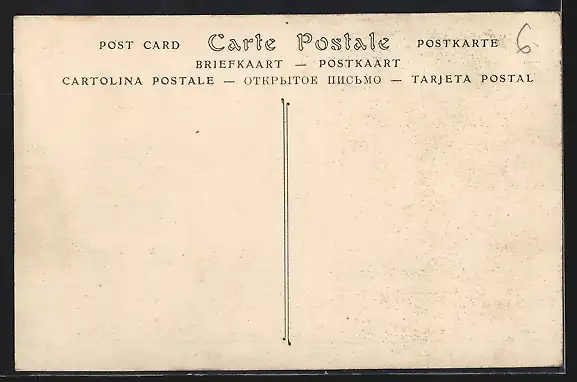 POST CARD Carte Postale POSTKARTE 6
BRIEFKAART — POSTKAART
CARTOLINA POSTALE — ОТКРЫТОЕ ПИСЬМО — TARJETA POSTAL